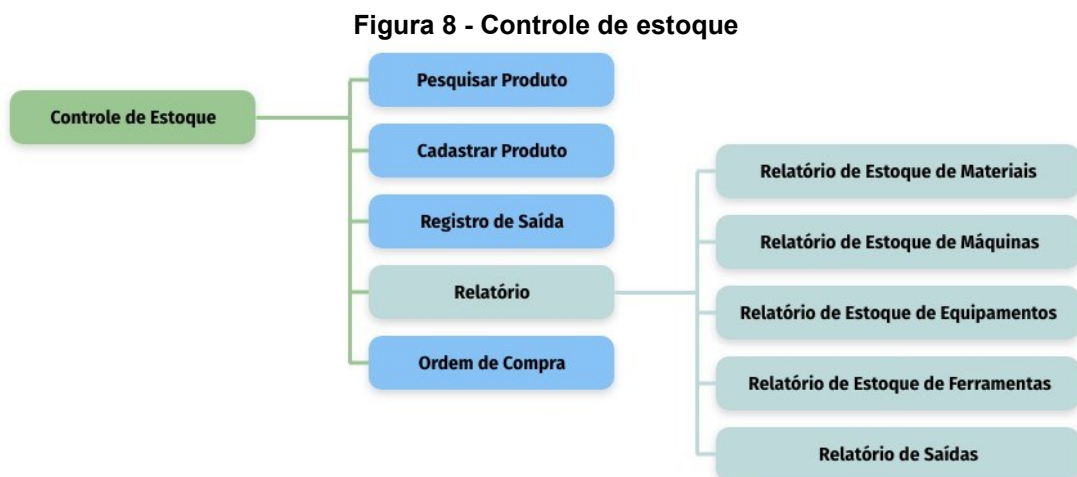 Figura 8 - Controle de estoque
Controle de Estoque
Pesquisar Produto
Cadastrar Produto
Registro de Saída
Relatório
Ordem de Compra
Relatório de Estoque de Materiais
Relatório de Estoque de Máquinas
Relatório de Estoque de Equipamentos
Relatório de Estoque de Ferramentas
Relatório de Saídas